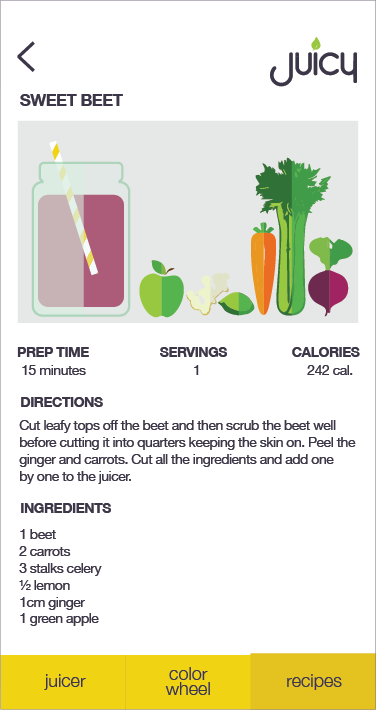 juicy
SWEET BEET
PREP TIME
15 minutes
SERVINGS
1
CALORIES
242 cal.
DIRECTIONS
Cut leafy tops off the beet and then scrub the beet well
before cutting it into quarters keeping the skin on. Peel the
ginger and carrots. Cut all the ingredients and add one
by one to the juicer.
INGREDIENTS
1 beet
2 carrots
3 stalks celery
½ lemon
1cm ginger
1 green apple
juicer
color
wheel
recipes